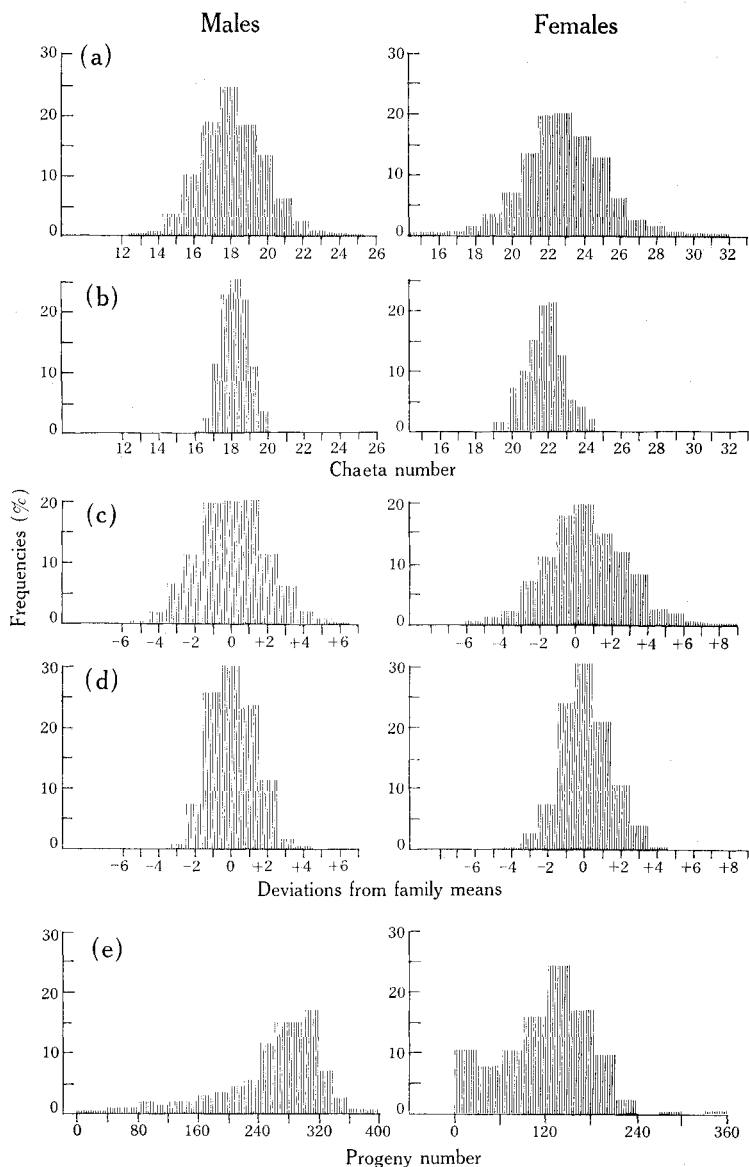 Males Females
(a)
30 30
20 20
10 10
0 0
12 14 16 18 20 22 24 26 16 18 20 22 24 26 28 30 32
(b)
20 20
10 10
0 0
12 14 16 18 20 22 24 26 16 18 20 22 24 26 28 30 32
Chaeta number
Frequencies (%)
(c)
20 20
10 10
0 0
-6 -4 -2 0 +2 +4 +6 -6 -4 -2 0 +2 +4 +6 +8
(d)
30 30
20 20
10 10
0 0
-6 -4 -2 0 +2 +4 +6 -6 -4 -2 0 +2 +4 +6 +8
Deviations from family means
(e)
30 30
20 20
10 10
0 0
0 80 160 240 320 400 0 120 240 360
Progeny number